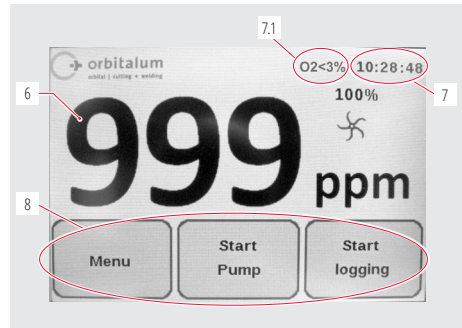 7.1
orbitalum
orbital | cutting + welding
O2<3%
10:28:48
6
100%
7
999
ppm
8
Menu
Start
Pump
Start
logging